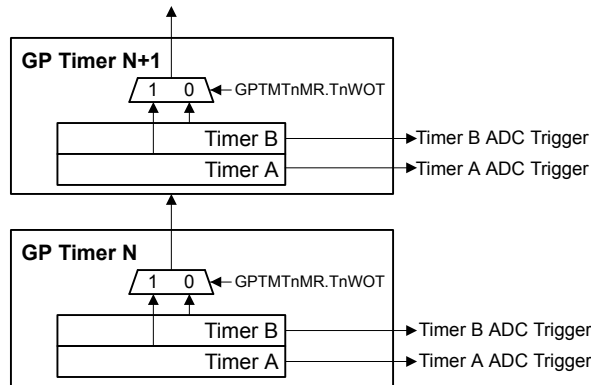 GP Timer N+1
1 0 GPTMTnMR.TnWOT
Timer B Timer B ADC Trigger
Timer A Timer A ADC Trigger
GP Timer N
1 0 GPTMTnMR.TnWOT
Timer B Timer B ADC Trigger
Timer A Timer A ADC Trigger